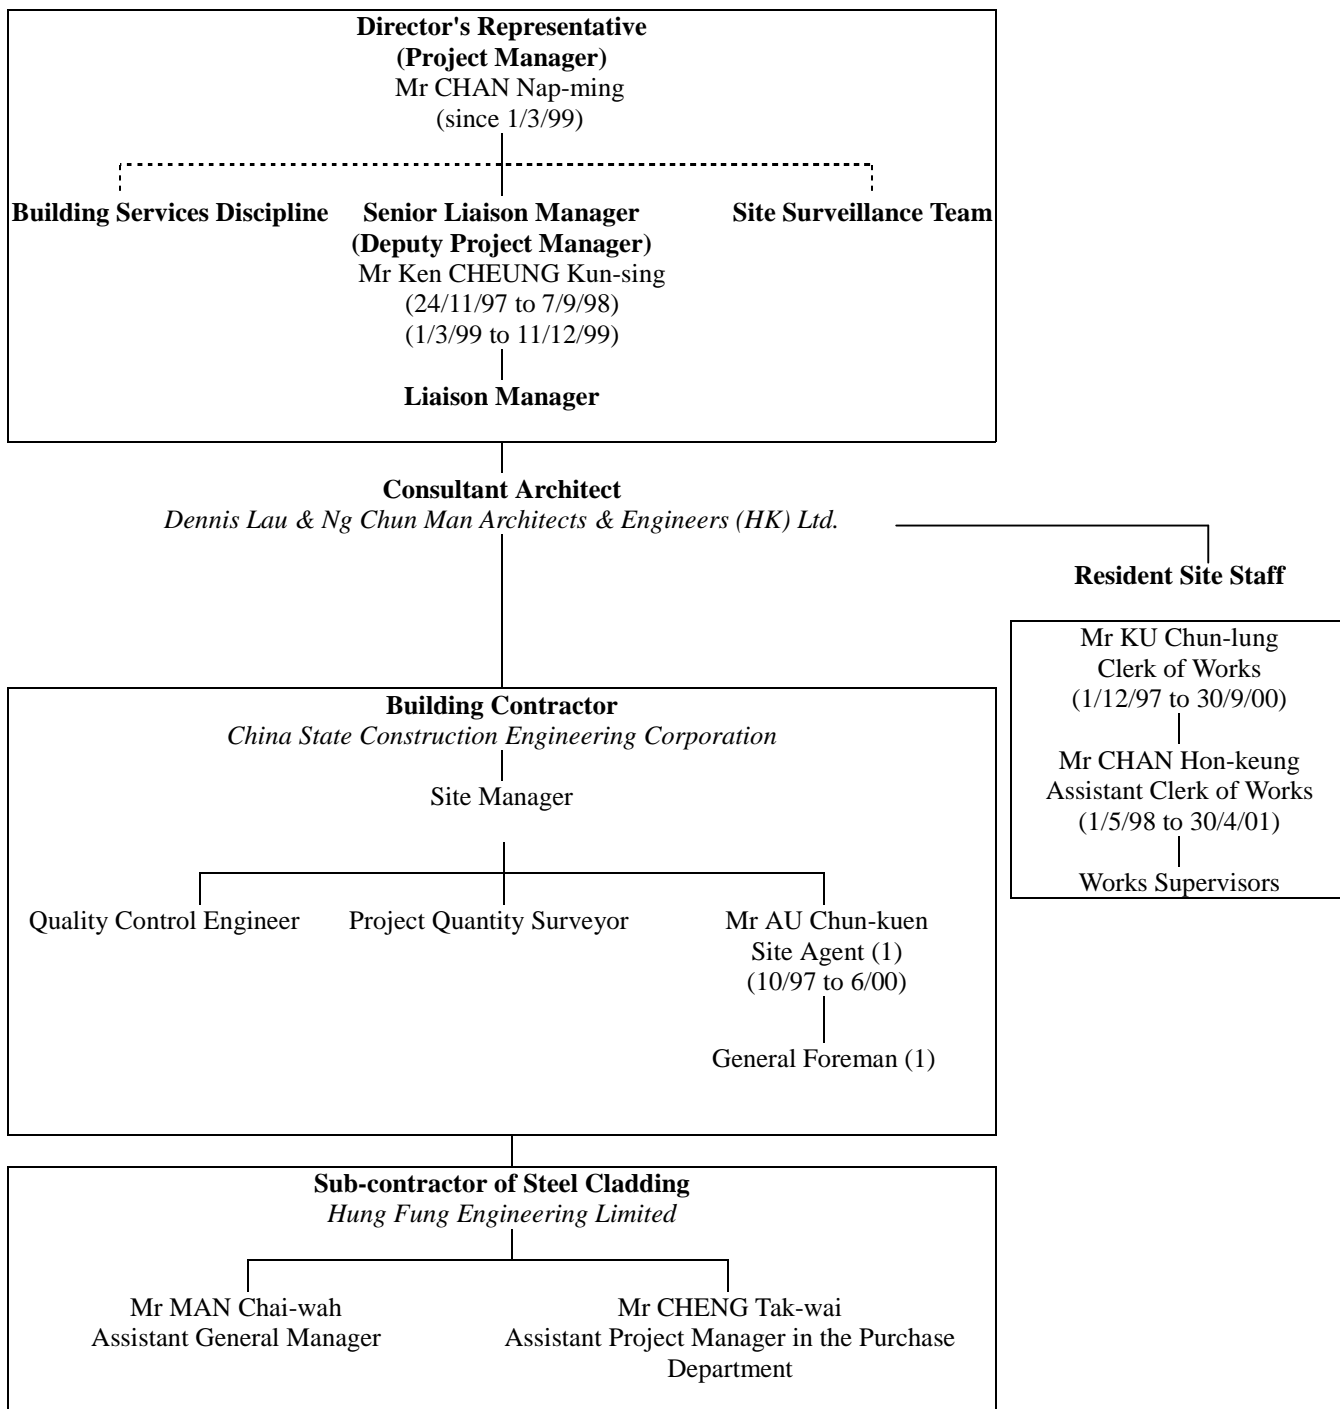 Director's Representative
(Project Manager)
Mr CHAN Nap-ming
(since 1/3/99)
Building Services Discipline
Senior Liaison Manager
(Deputy Project Manager)
Mr Ken CHEUNG Kun-sing
(24/11/97 to 7/9/98)
(1/3/99 to 11/12/99)
Site Surveillance Team
Liaison Manager
Consultant Architect
Dennis Lau & Ng Chun Man Architects & Engineers (HK) Ltd.
Resident Site Staff
Mr KU Chun-lung
Clerk of Works
(1/12/97 to 30/9/00)
Mr CHAN Hon-keung
Assistant Clerk of Works
(1/5/98 to 30/4/01)
Works Supervisors
Building Contractor
China State Construction Engineering Corporation
Site Manager
Quality Control Engineer
Project Quantity Surveyor
Mr AU Chun-kuen
Site Agent (1)
(10/97 to 6/00)
General Foreman (1)
Sub-contractor of Steel Cladding
Hung Fung Engineering Limited
Mr MAN Chai-wah
Assistant General Manager
Mr CHENG Tak-wai
Assistant Project Manager in the Purchase
Department